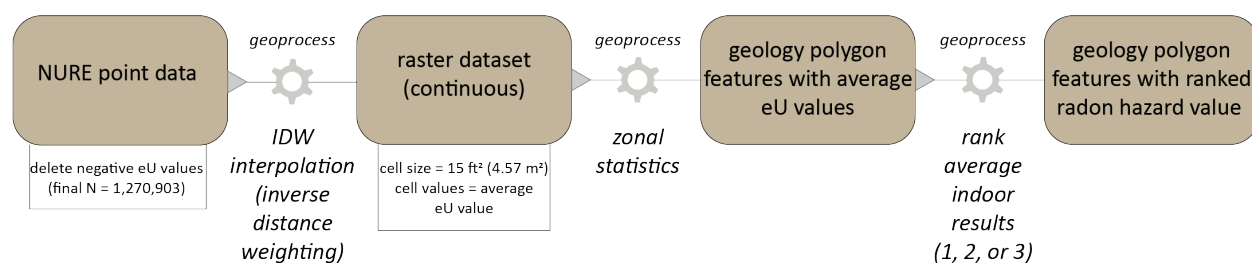 NURE point data
delete negative eU values
(final N = 1,270,903)
geoprocess
IDW
interpolation
(inverse
distance
weighting)
raster dataset
(continuous)
cell size = 15 ft² (4.57 m²)
cell values = average
eU value
geoprocess
zonal
statistics
geology polygon
features with average
eU values
geoprocess
rank
average
indoor
results
(1, 2, or 3)
geology polygon
features with ranked
radon hazard value